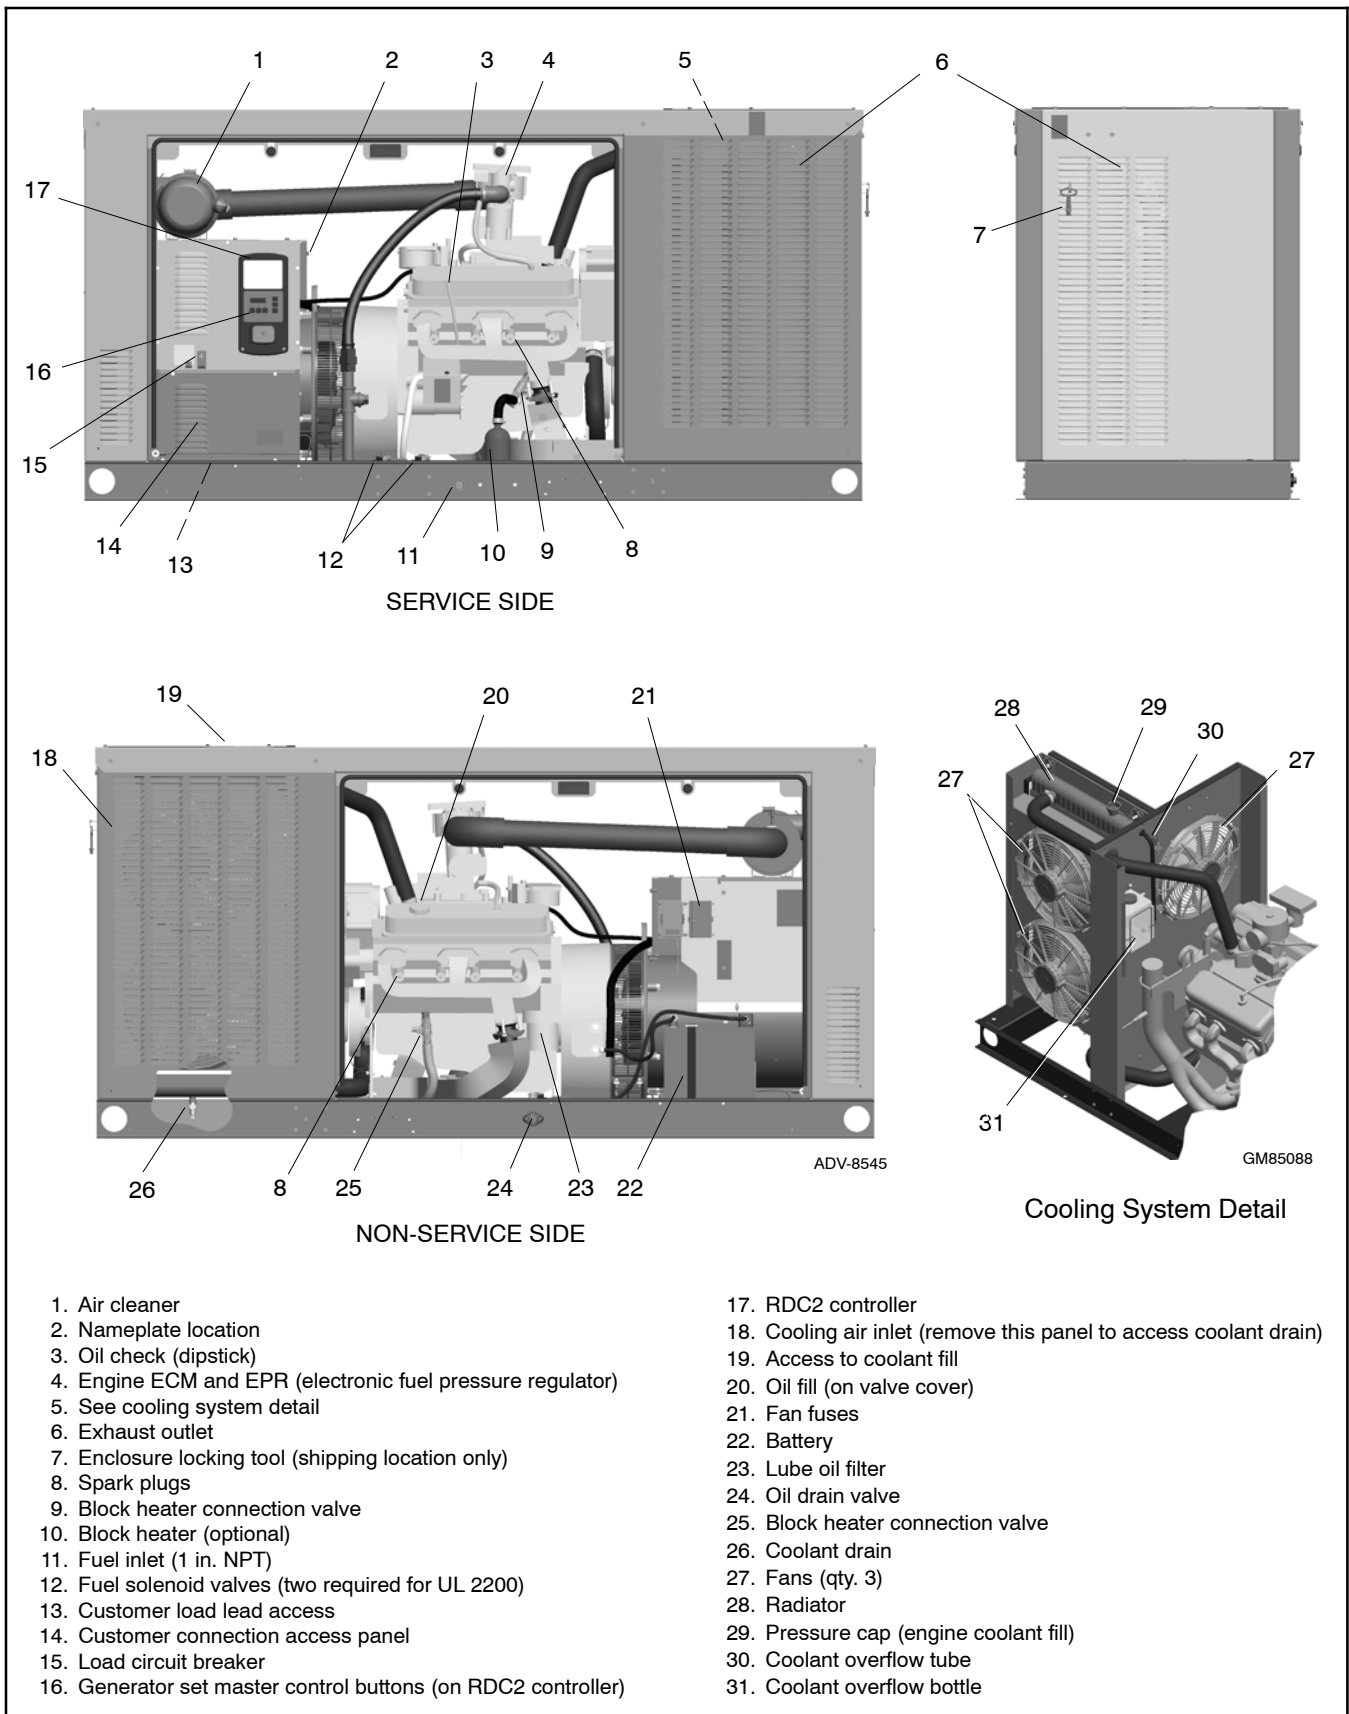 1
2
3
4
5
6
17
16
15
14
13
12
11
10
9
8
7
SERVICE SIDE
19
20
21
18
28
29
30
27
27
26
8
25
24
23
22
31
ADV-8545
GM85088
NON-SERVICE SIDE
Cooling System Detail
1. Air cleaner
2. Nameplate location
3. Oil check (dipstick)
4. Engine ECM and EPR (electronic fuel pressure regulator)
5. See cooling system detail
6. Exhaust outlet
7. Enclosure locking tool (shipping location only)
8. Spark plugs
9. Block heater connection valve
10. Block heater (optional)
11. Fuel inlet (1 in. NPT)
12. Fuel solenoid valves (two required for UL 2200)
13. Customer load lead access
14. Customer connection access panel
15. Load circuit breaker
16. Generator set master control buttons (on RDC2 controller)
17. RDC2 controller
18. Cooling air inlet (remove this panel to access coolant drain)
19. Access to coolant fill
20. Oil fill (on valve cover)
21. Fan fuses
22. Battery
23. Lube oil filter
24. Oil drain valve
25. Block heater connection valve
26. Coolant drain
27. Fans (qty. 3)
28. Radiator
29. Pressure cap (engine coolant fill)
30. Coolant overflow tube
31. Coolant overflow bottle